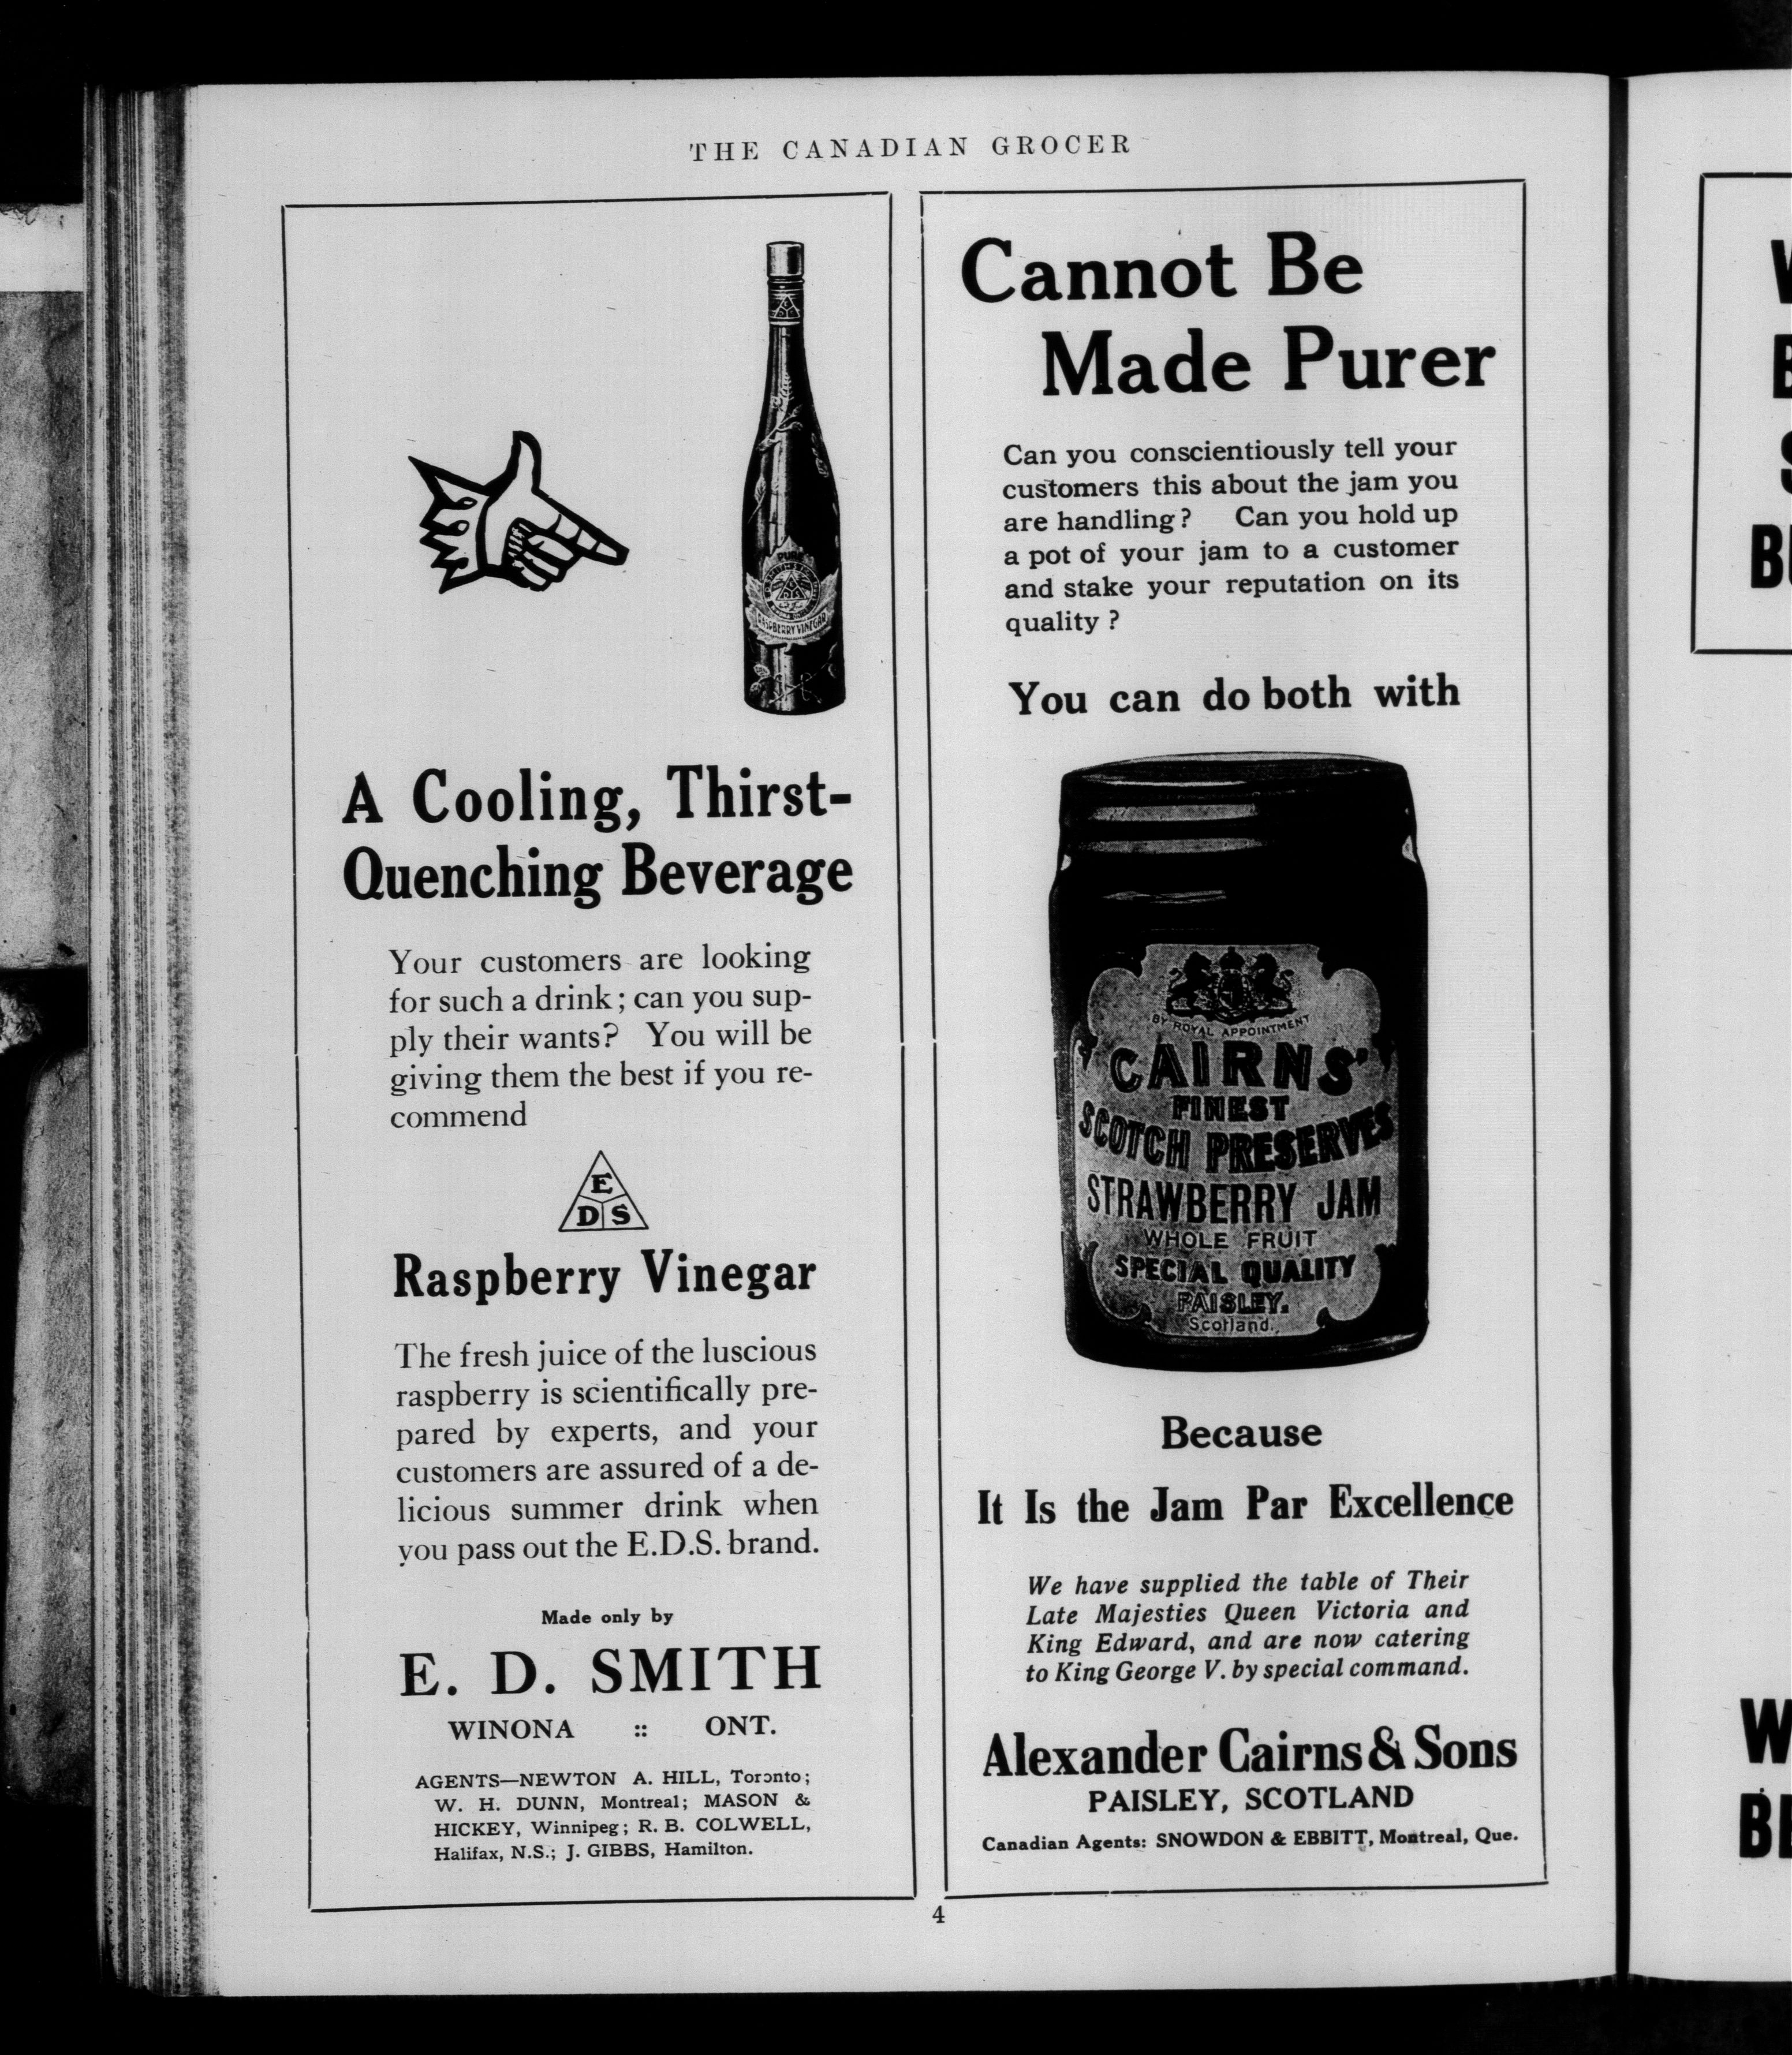 THE CANADIAN GROCER
PURE
RASPBERRY VINEGAR
A Cooling, Thirst-
Quenching Beverage
Your customers are looking
for such a drink; can you sup-
ply their wants? You will be
giving them the best if you re-
commend
E
D S
Raspberry Vinegar
The fresh juice of the luscious
raspberry is scientifically pre-
pared by experts, and your
customers are assured of a de-
licious summer drink when
you pass out the E.D.S. brand.
Made only by
E. D. SMITH
WINONA :: ONT.
AGENTS—NEWTON A. HILL, Toronto;
W. H. DUNN, Montreal; MASON &
HICKEY, Winnipeg; R. B. COLWELL,
Halifax, N.S.; J. GIBBS, Hamilton.
Cannot Be
Made Purer
Can you conscientiously tell your
customers this about the jam you
are handling? Can you hold up
a pot of your jam to a customer
and stake your reputation on its
quality?
You can do both with
BY ROYAL APPOINTMENT
CAIRNS'
FINEST
SCOTCH PRESERVES
STRAWBERRY JAM
WHOLE FRUIT
SPECIAL QUALITY
PAISLEY.
Scotland.
Because
It Is the Jam Par Excellence
We have supplied the table of Their
Late Majesties Queen Victoria and
King Edward, and are now catering
to King George V. by special command.
Alexander Cairns & Sons
PAISLEY, SCOTLAND
Canadian Agents: SNOWDON & EBBITT, Montreal, Que.
4